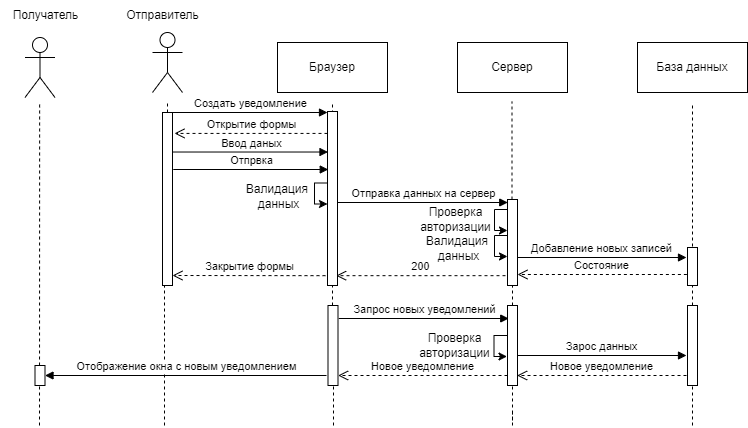 Получатель
Отправитель
Браузер
Сервер
База данных
Создать уведомление
Открытие формы
Ввод даных
Отпрвка
Валидация
данных
Отправка данных на сервер
Проверка
авторизации
Валидация
данных
Добавление новых записей
Состояние
200
Закрытие формы
Запрос новых уведомлений
Проверка
авторизации
Зарос данных
Новое уведомление
Новое уведомление
Отображение окна с новым уведомлением